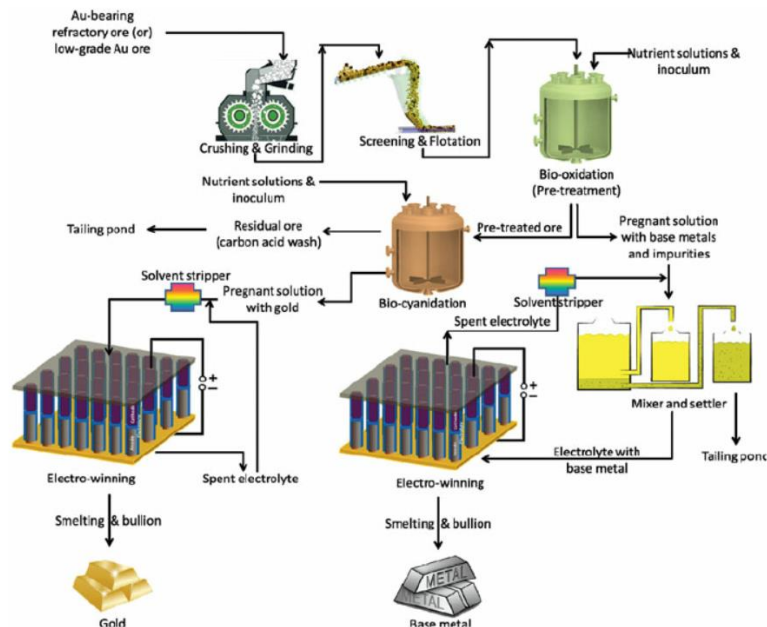 Au-bearing
refractory ore (or)
low-grade Au ore
Nutrient solutions &
inoculum
Crushing & Grinding
Screening & Flotation
Bio-oxidation
(Pre-treatment)
Nutrient solutions &
inoculum
Tailing pond
Residual ore
(carbon acid wash)
Pre-treated ore
Pregnant solution
with base metals
and impurities
Solvent stripper
Pregnant solution
with gold
Bio-cyanidation
Solvent stripper
Spent electrolyte
+
−
+
−
Mixer and settler
Electro-winning
Spent electrolyte
Electro-winning
Electrolyte with
base metal
Tailing pond
Smelting & bullion
Smelting & bullion
METAL
METAL
Gold
Base metal